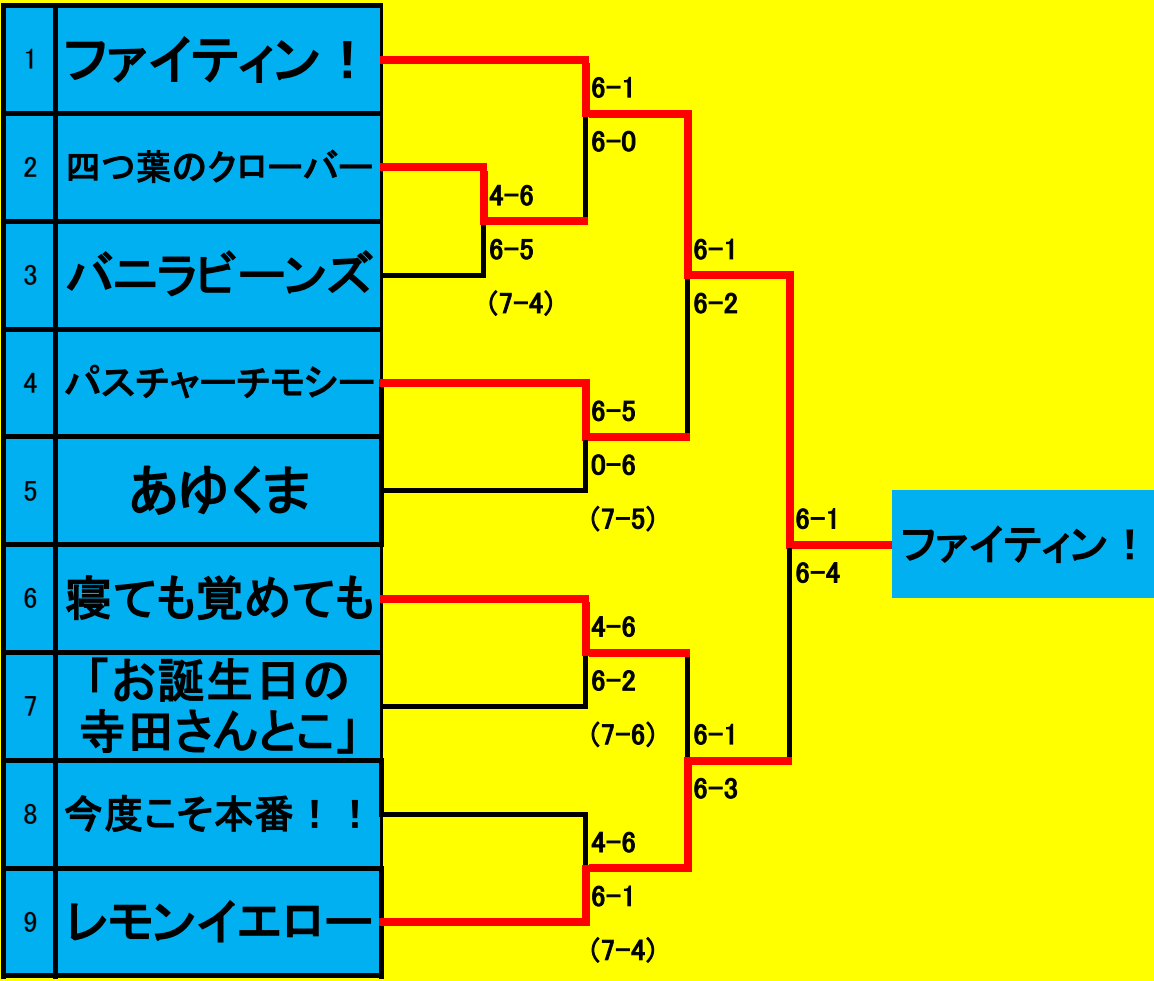 1 ファイティン！
6-1
6-0
2 四つ葉のクローバー
4-6
6-5
(7-4)
3 バニラビーンズ
6-1
6-2
4 パスチャーチモシー
6-5
0-6
(7-5)
5 あゆくま
6-1
6-4
ファイティン！
6 寝ても覚めても
4-6
6-2
(7-6)
7 「お誕生日の
寺田さんとこ」
6-1
6-3
8 今度こそ本番！！
4-6
6-1
(7-4)
9 レモンイエロー